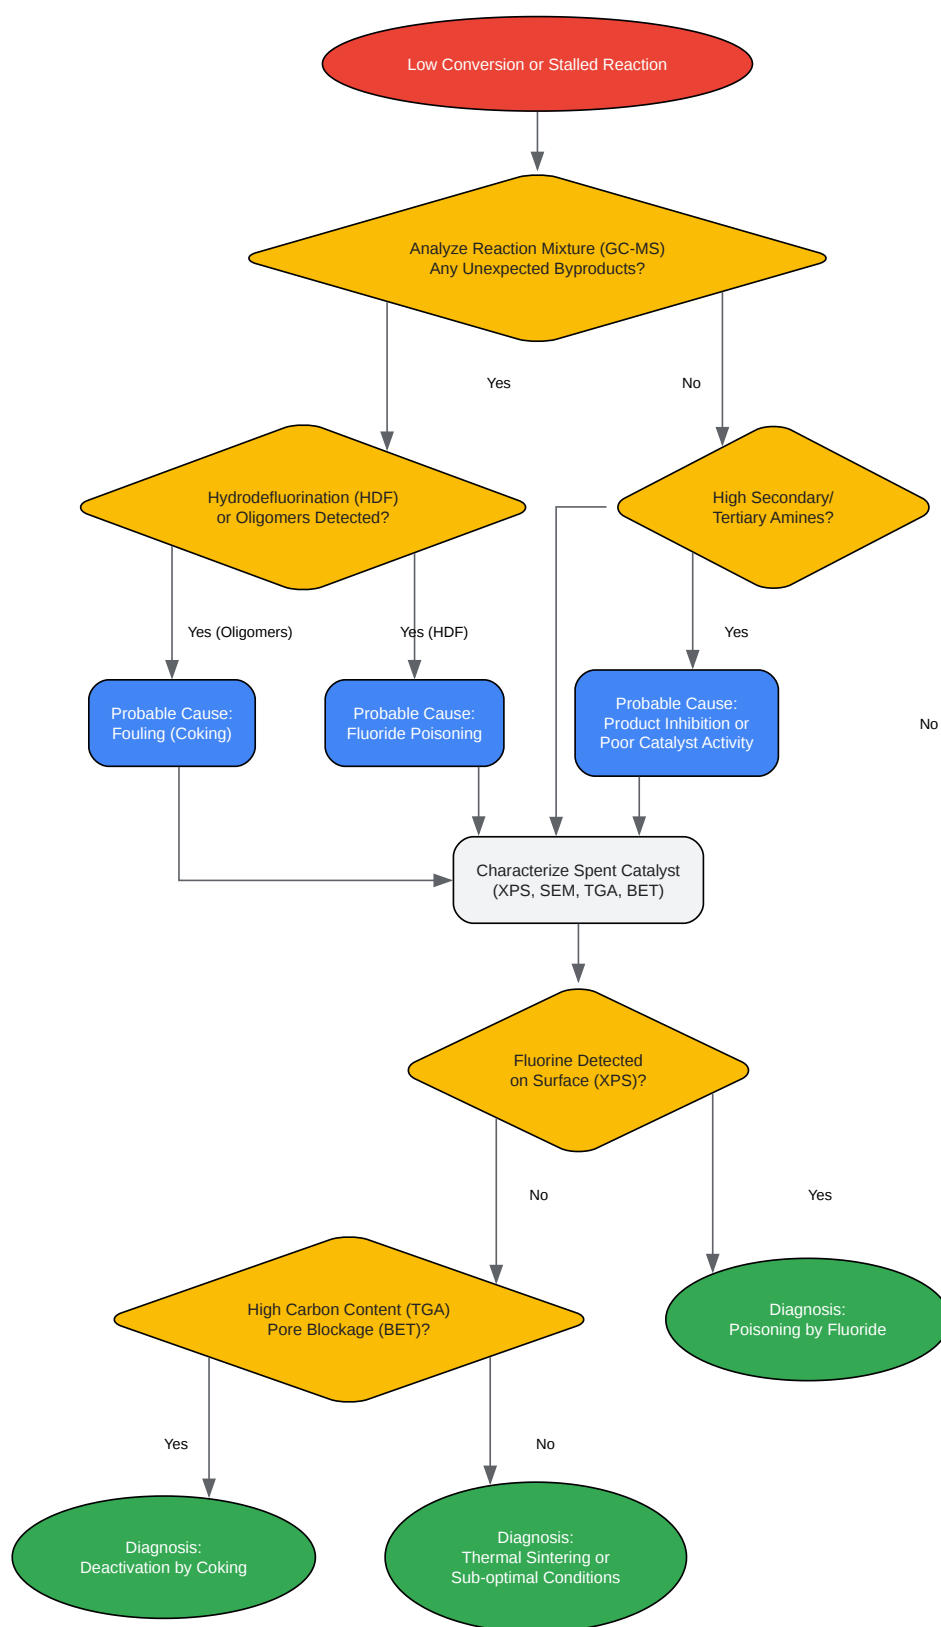 Low Conversion or Stalled Reaction
Analyze Reaction Mixture (GC-MS)
Any Unexpected Byproducts?
Yes
No
Hydrodefluorination (HDF)
or Oligomers Detected?
High Secondary/
Tertiary Amines?
Yes (Oligomers)
Yes (HDF)
Yes
Probable Cause:
Fouling (Coking)
Probable Cause:
Fluoride Poisoning
Probable Cause:
Product Inhibition or
Poor Catalyst Activity
No
Characterize Spent Catalyst
(XPS, SEM, TGA, BET)
Fluorine Detected
on Surface (XPS)?
No
Yes
High Carbon Content (TGA)
Pore Blockage (BET)?
Diagnosis:
Poisoning by Fluoride
Yes
No
Diagnosis:
Deactivation by Coking
Diagnosis:
Thermal Sintering or
Sub-optimal Conditions